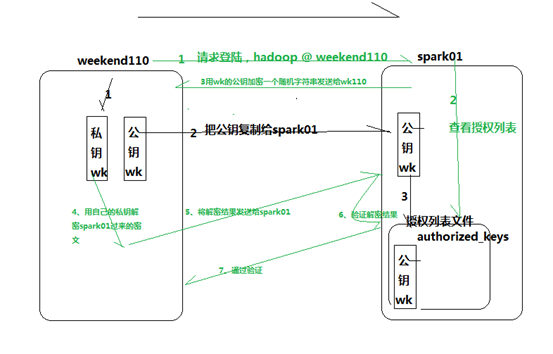 weekend110
1 请求登陆，hadoop @ weekend110
spark01
3用wk的公钥加密一个随机字符串发送给wk110
1
2
查看授权列表
私钥wk
公钥wk
2 把公钥复制给spark01
公钥wk
3
4、用自己的私钥解
密spark01过来的密
文
5、将解密结果发送给spark01
6、验证解密结果
授权列表文件
authorized_keys
7、通过验证
公钥wk